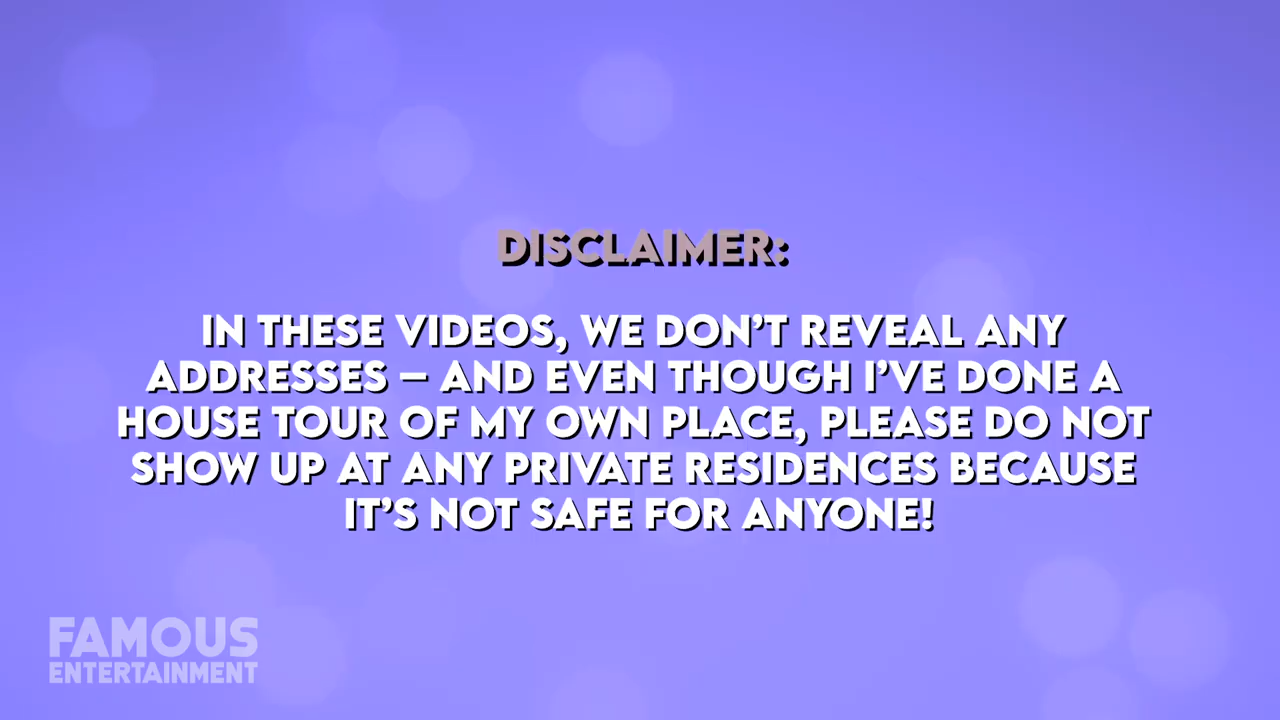 DISCLAIMER:
IN THESE VIDEOS, WE DON'T REVEAL ANY
ADDRESSES – AND EVEN THOUGH I'VE DONE A
HOUSE TOUR OF MY OWN PLACE, PLEASE DO NOT
SHOW UP AT ANY PRIVATE RESIDENCES BECAUSE
IT'S NOT SAFE FOR ANYONE!
FAMOUS
ENTERTAINMENT